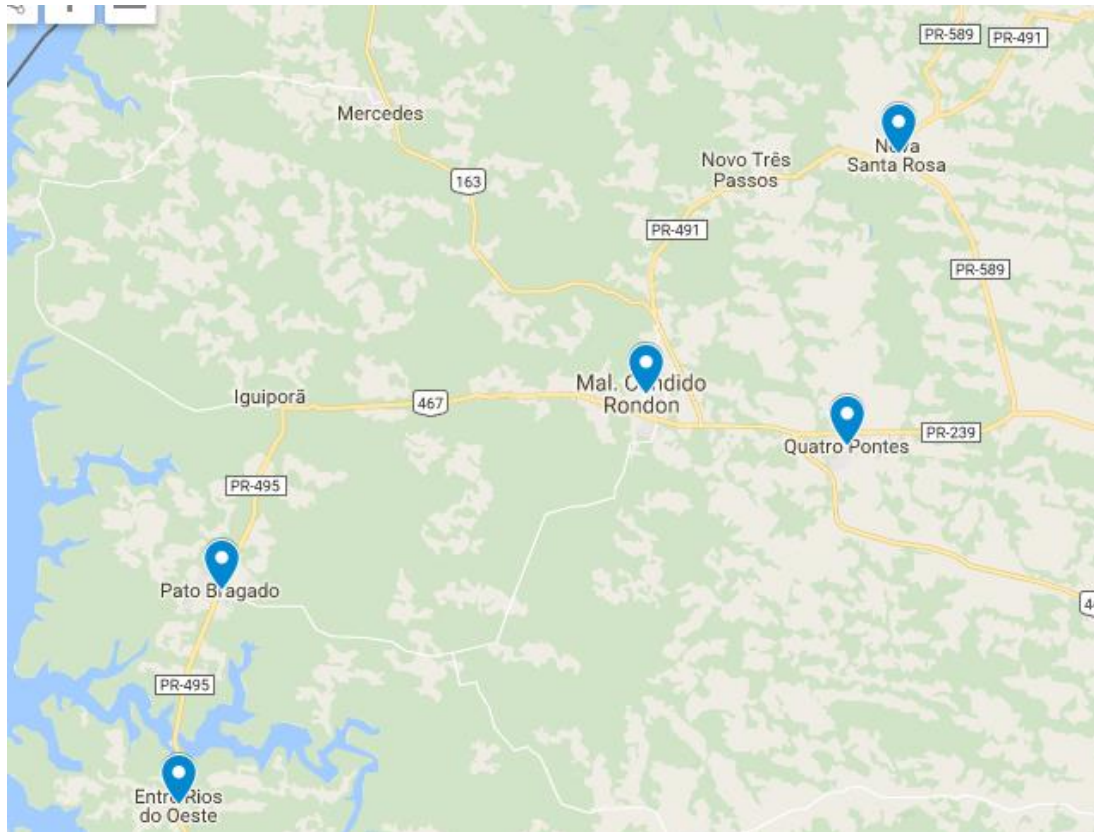 PR-589
PR-491
Mercedes
Nova
Santa Rosa
Novo Três
Passos
163
PR-491
PR-589
Mal. Cândido
Rondon
Iguiporã
467
PR-239
Quatro Pontes
PR-495
Pato Bragado
PR-495
Entre Rios
do Oeste